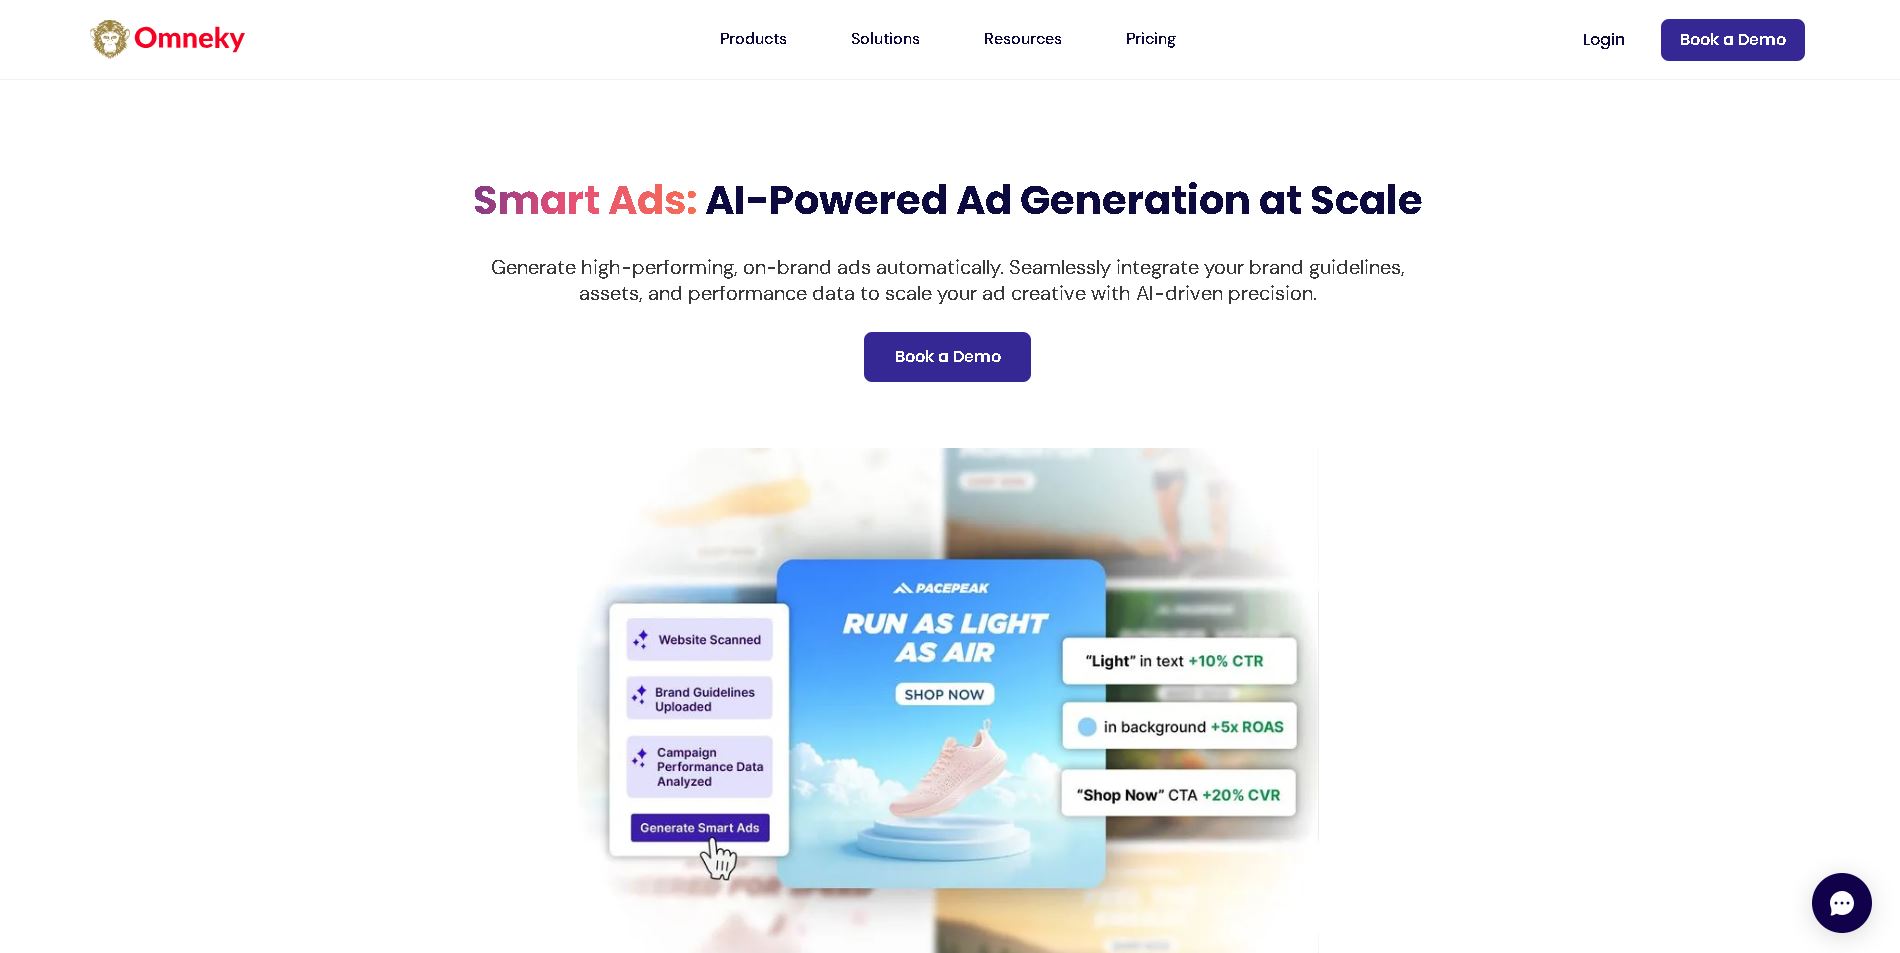 Omneky
Products
Solutions
Resources
Pricing
Login
Book a Demo
Smart Ads: AI-Powered Ad Generation at Scale
Generate high-performing, on-brand ads automatically. Seamlessly integrate your brand guidelines,
assets, and performance data to scale your ad creative with AI-driven precision.
Book a Demo
Website Scanned
Brand Guidelines
Uploaded
Campaign
Performance Data
Analyzed
Generate Smart Ads
PACEPEAK
RUN AS LIGHT
AS AIR
SHOP NOW
“Light” in text +10% CTR
in background +5x ROAS
“Shop Now” CTA +20% CVR
PACEPEAK
FOR SPEED